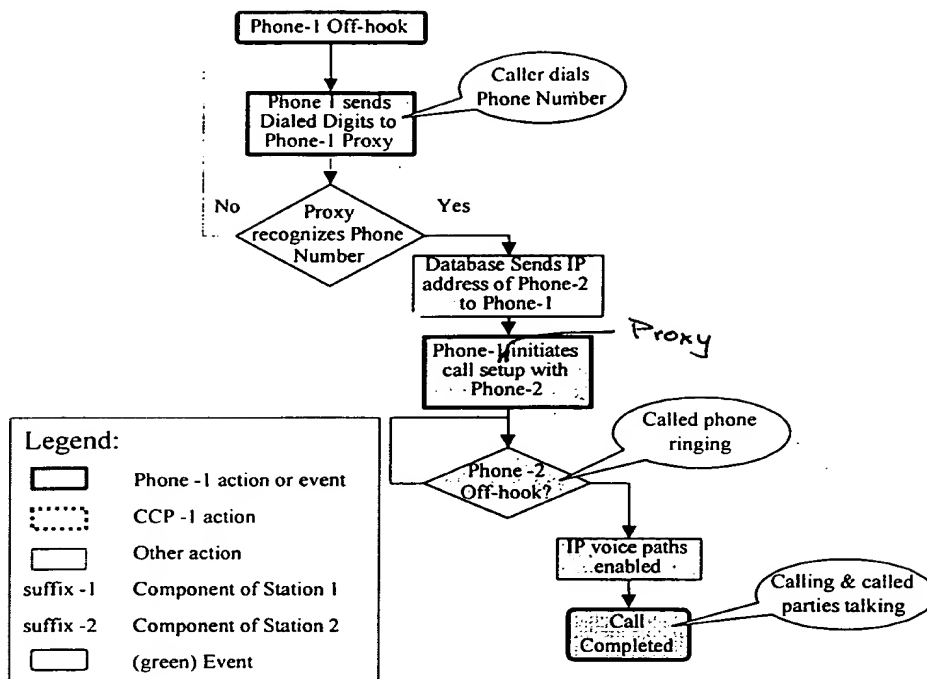 Phone-1 Off-hook
Caller dials
Phone Number
Phone 1 sends
Dialed Digits to
Phone-1 Proxy
No
Yes
Proxy
recognizes Phone
Number
Database Sends IP
address of Phone-2
to Phone-1
Proxy
Phone-1 initiates
call setup with
Phone-2
Called phone
ringing
Phone -2
Off-hook?
IP voice paths
enabled
Calling & called
parties talking
Call
Completed
Legend:
Phone -1 action or event
CCP -1 action
Other action
suffix -1 Component of Station 1
suffix -2 Component of Station 2
(green) Event